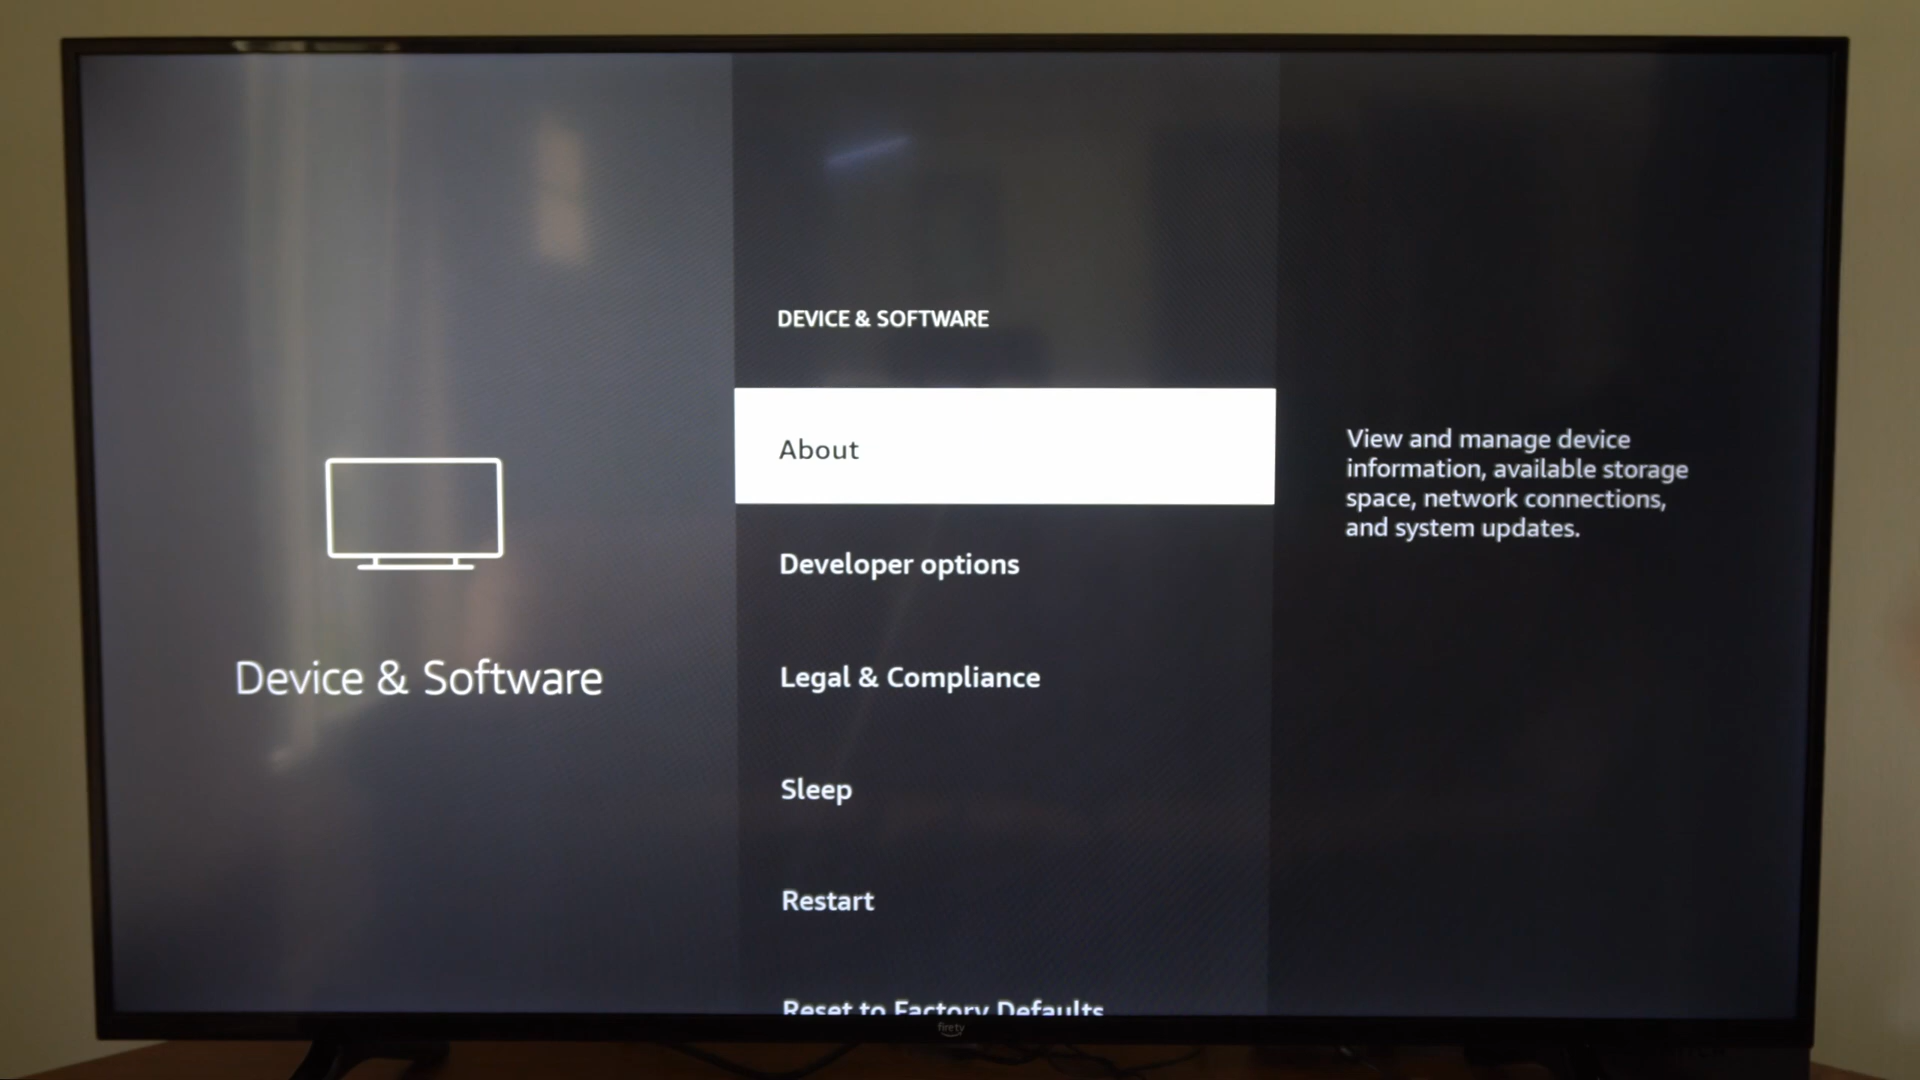 DEVICE & SOFTWARE
About
Developer options
Legal & Compliance
Sleep
Restart
Reset to Factory Defaults
Device & Software
View and manage device
information, available storage
space, network connections,
and system updates.
firetv